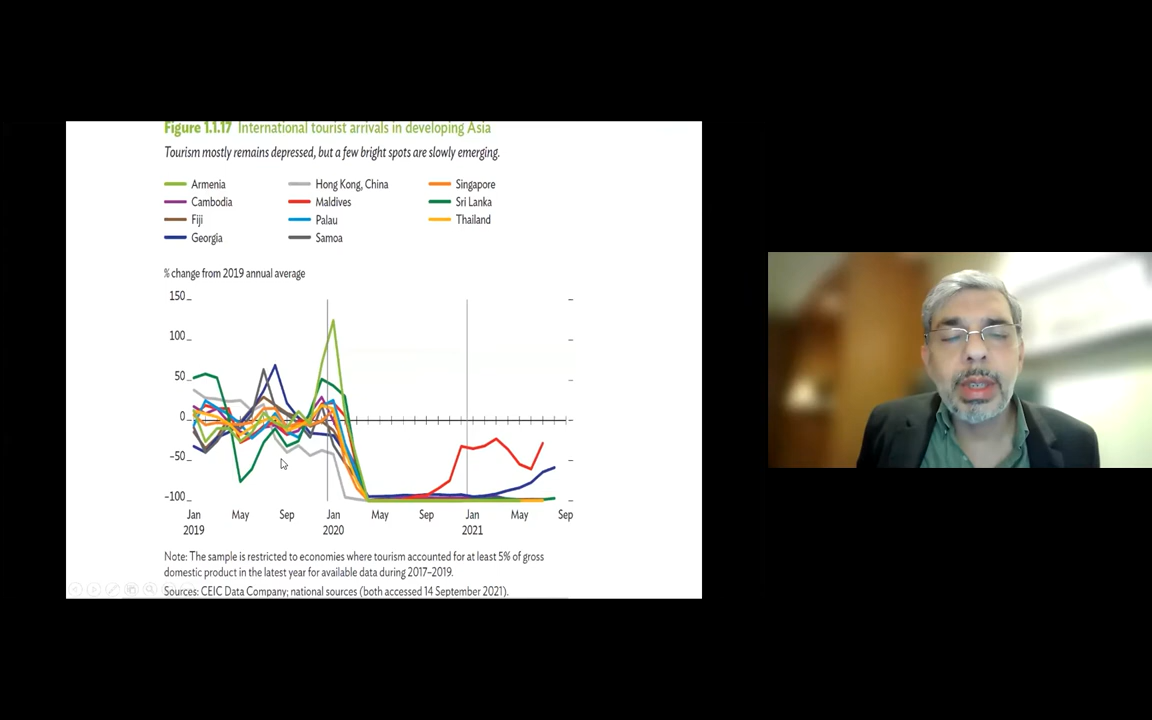 Figure 1.1.17 International tourist arrivals in developing Asia
Tourism mostly remains depressed, but a few bright spots are slowly emerging.
Armenia Hong Kong, China Singapore
Cambodia Maldives Sri Lanka
Fiji Palau Thailand
Georgia Samoa
% change from 2019 annual average
150
100
50
0
−50
−100
Jan May Sep Jan May Sep Jan May Sep
2019 2020 2021
Note: The sample is restricted to economies where tourism accounted for at least 5% of gross
domestic product in the latest year for available data during 2017–2019.
Sources: CEIC Data Company; national sources (both accessed 14 September 2021).